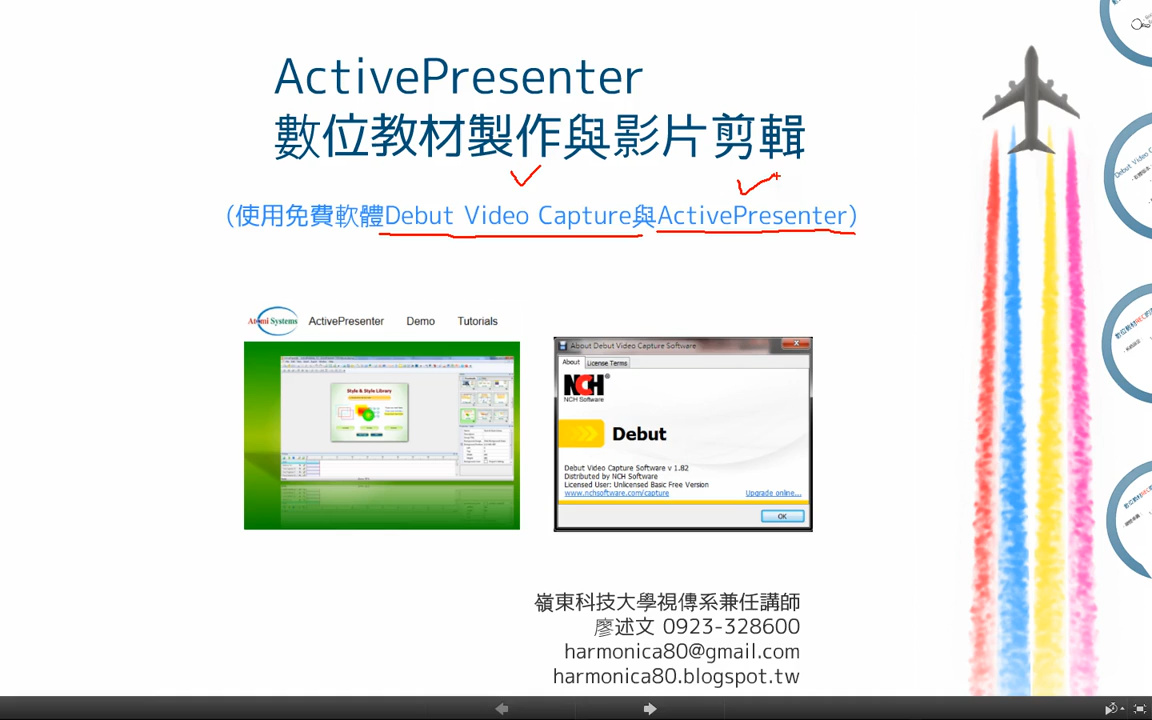 ActivePresenter
數位教材製作與影片剪輯
(使用免費軟體Debut Video Capture與ActivePresenter)
Atomi Systems ActivePresenter Demo Tutorials
Style & Style Library
About Debut Video Capture Software
About License Terms
NCH®
NCH Software
Debut
Debut Video Capture Software v 1.82
Distributed by NCH Software
Licensed User: Unlicensed Basic Free Version
www.nchsoftware.com/capture Upgrade online...
OK
嶺東科技大學視傳系兼任講師
廖述文 0923-328600
harmonica80@gmail.com
harmonica80.blogspot.tw